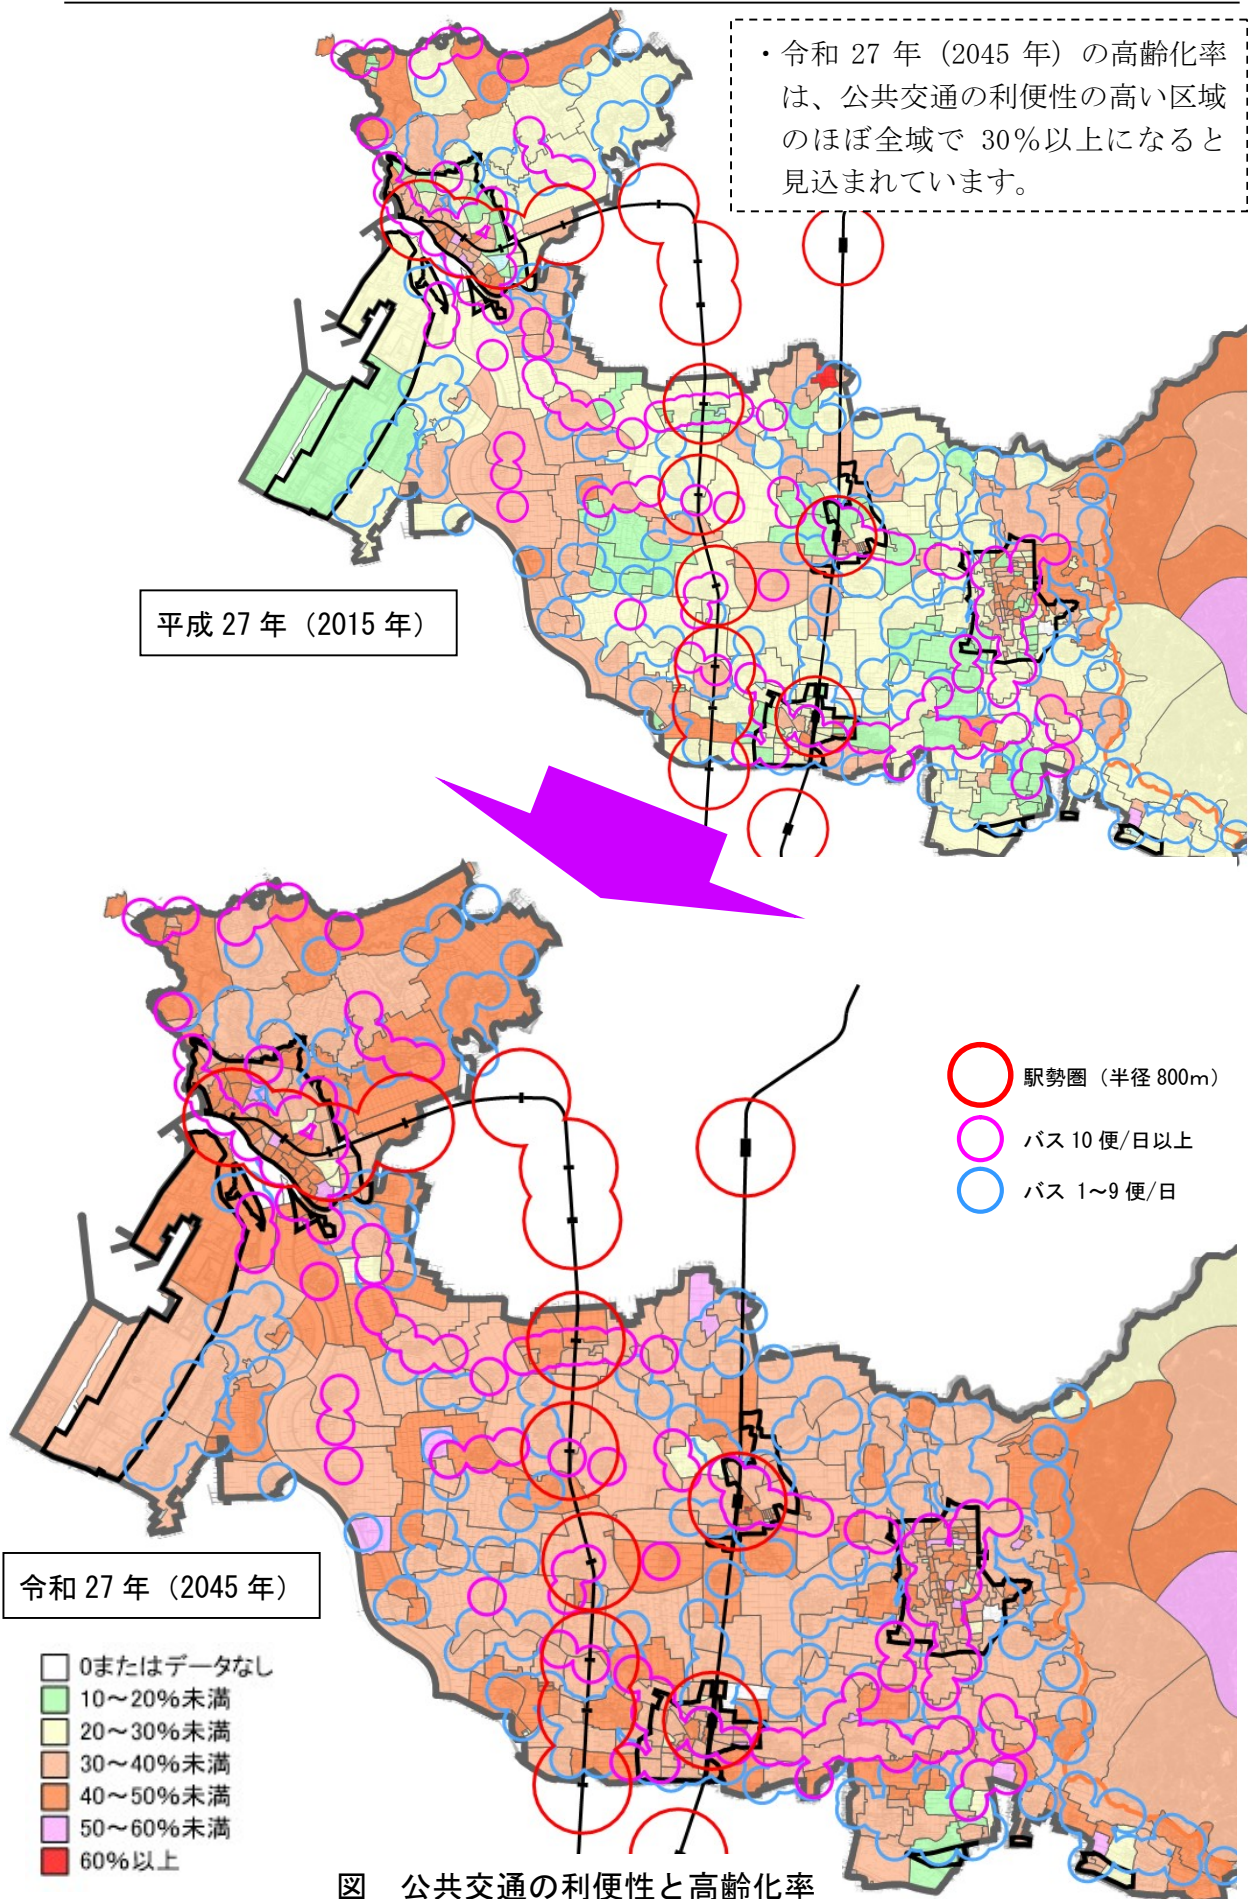 ・令和 27 年（2045 年）の高齢化率
は、公共交通の利便性の高い区域
のほぼ全域で 30％以上になると
見込まれています。
平成 27 年（2015 年）
駅勢圏（半径 800ｍ）
バス 10 便/日以上
バス 1～9 便/日
令和 27 年（2045 年）
0またはデータなし
10～20％未満
20～30％未満
30～40％未満
40～50％未満
50～60％未満
60％以上
図　公共交通の利便性と高齢化率